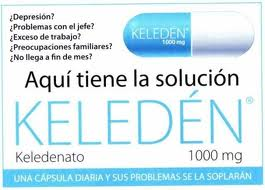 ¿Depresión?
¿Problemas con el jefe?
¿Exceso de trabajo?
¿Preocupaciones familiares?
¿No llega a fin de mes?
KELEDÉN®
1000 mg
Aquí tiene la solución
KELEDÉN®
Keledenato 1000 mg
UNA CÁPSULA DIARIA Y SUS PROBLEMAS SE LA SOPLARÁN